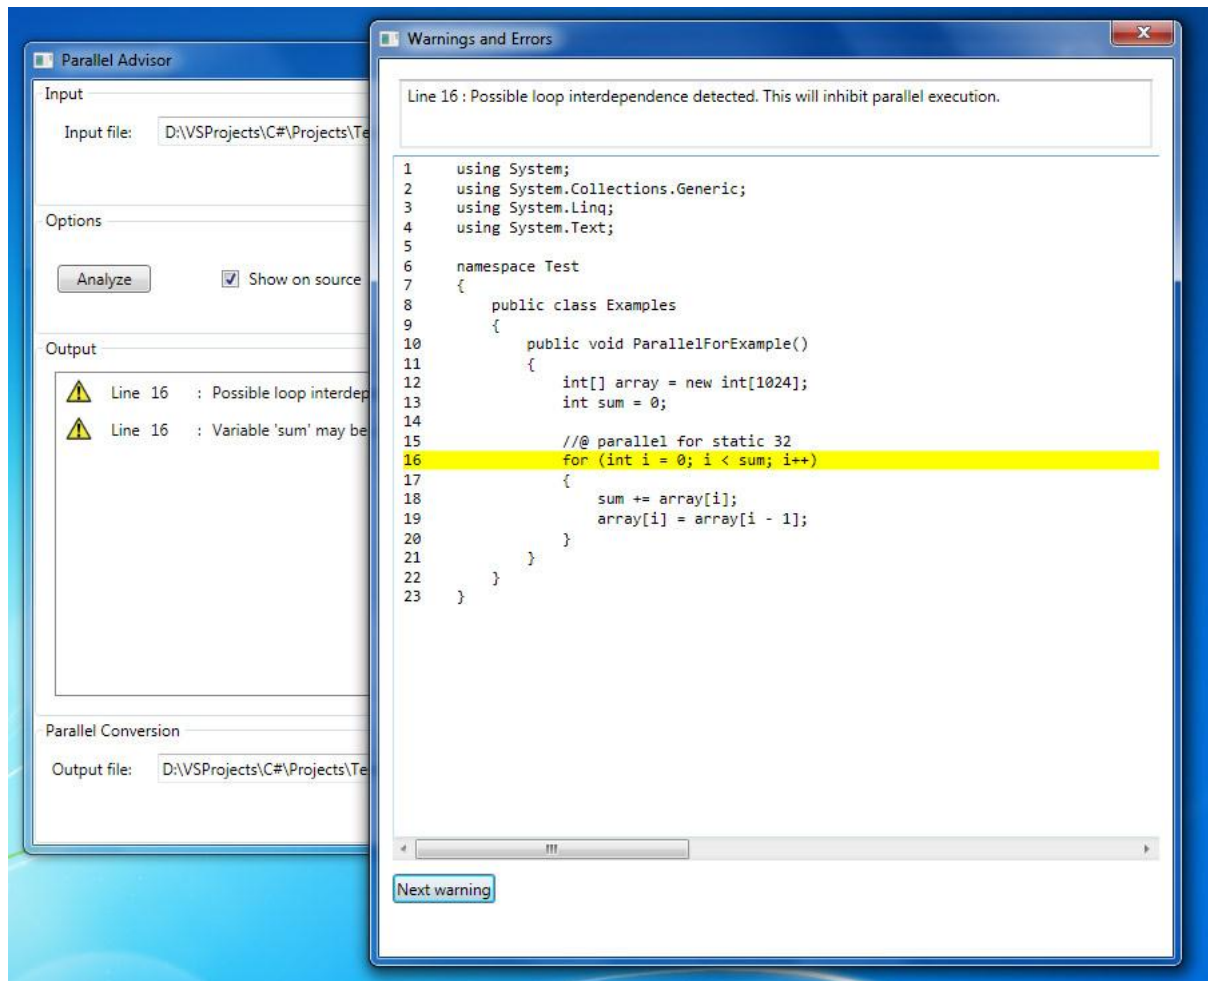 Parallel Advisor
Input
Input file: D:\VSProjects\C#\Projects\Te
Options
Analyze Show on source
Output
Line 16 : Possible loop interdep
Line 16 : Variable 'sum' may be
Parallel Conversion
Output file: D:\VSProjects\C#\Projects\Te
Warnings and Errors
Line 16 : Possible loop interdependence detected. This will inhibit parallel execution.
1 using System;
2 using System.Collections.Generic;
3 using System.Linq;
4 using System.Text;
5
6 namespace Test
7 {
8 public class Examples
9 {
10 public void ParallelForExample()
11 {
12 int[] array = new int[1024];
13 int sum = 0;
14
15 //@ parallel for static 32
16 for (int i = 0; i < sum; i++)
17 {
18 sum += array[i];
19 array[i] = array[i - 1];
20 }
21 }
22 }
23 }
Next warning